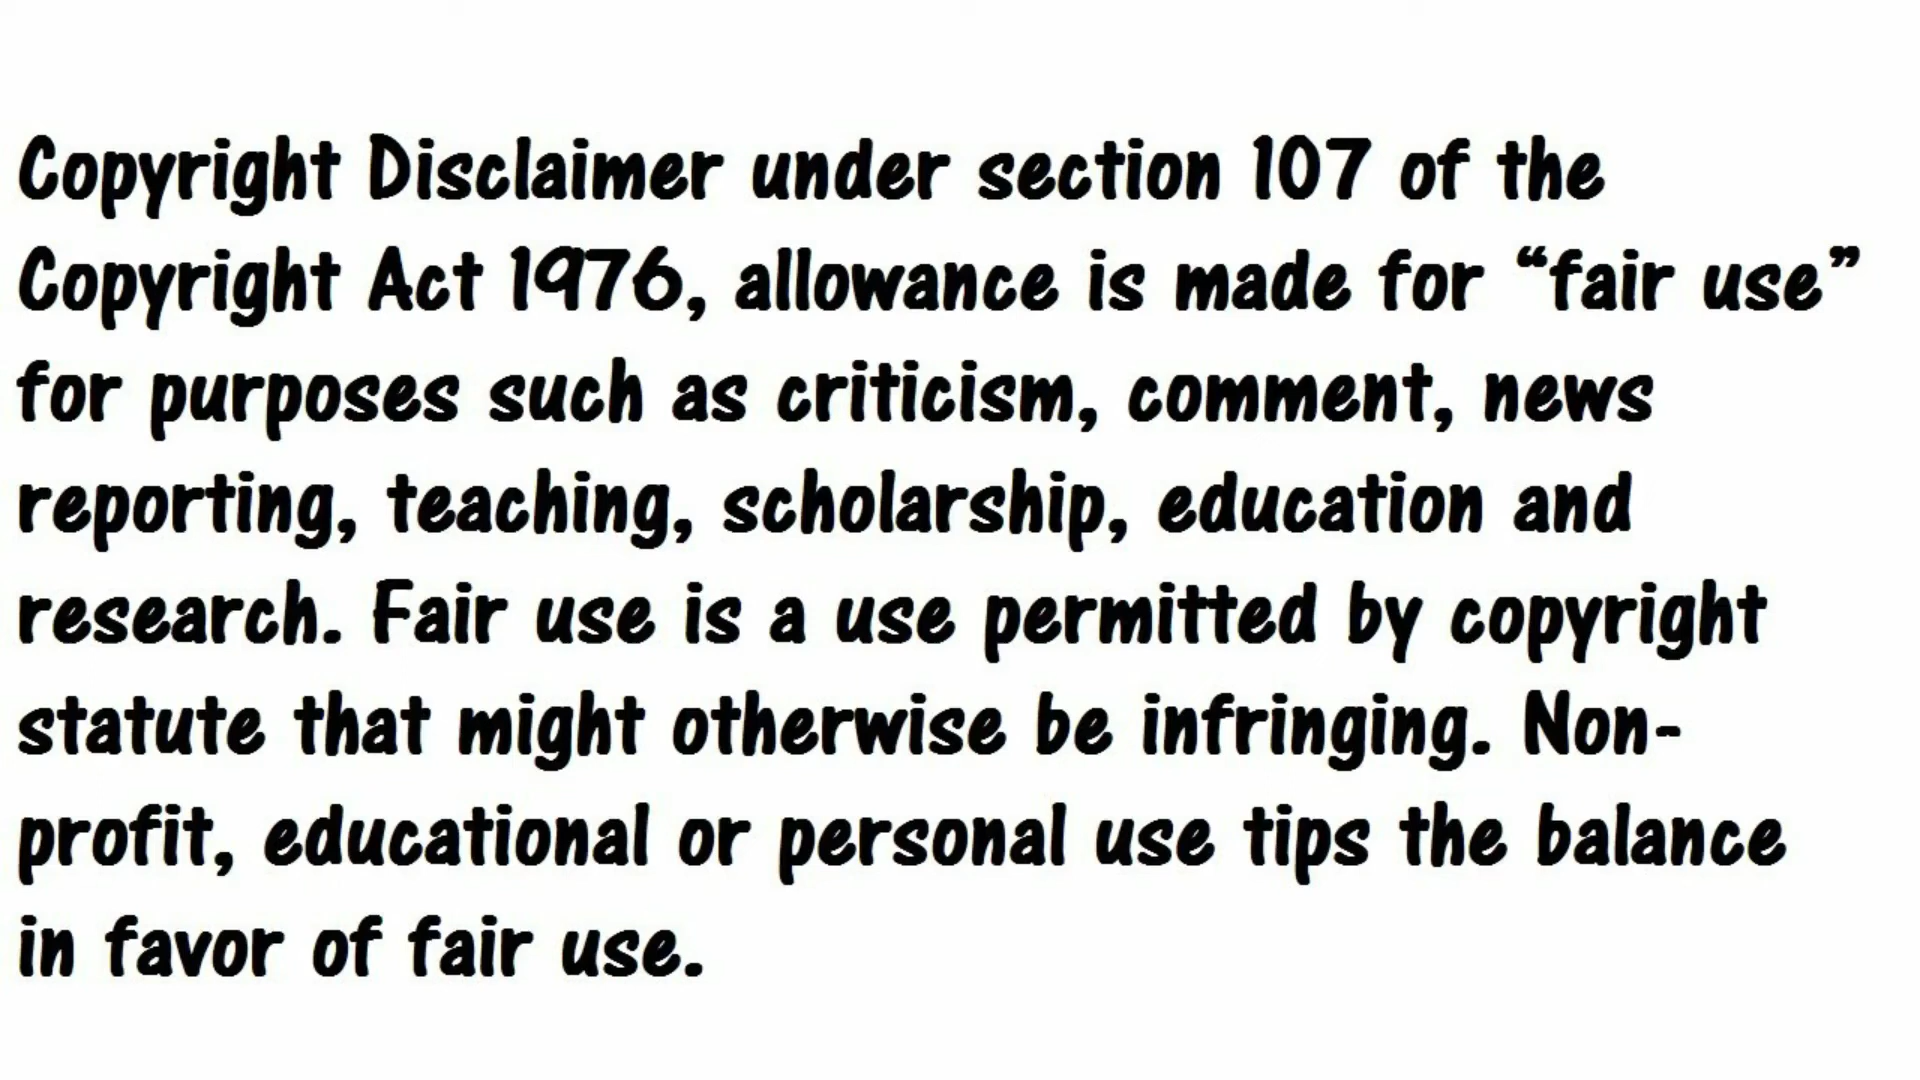 Copyright Disclaimer under section 107 of the
Copyright Act 1976, allowance is made for “fair use”
for purposes such as criticism, comment, news
reporting, teaching, scholarship, education and
research. Fair use is a use permitted by copyright
statute that might otherwise be infringing. Non-
profit, educational or personal use tips the balance
in favor of fair use.